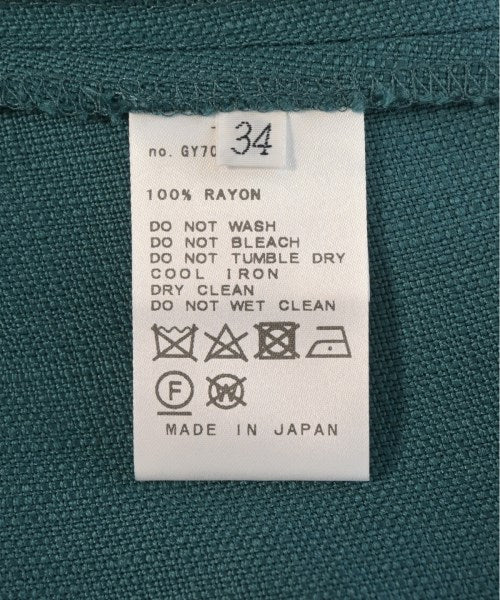 34
no. GY70
100% RAYON
DO NOT WASH
DO NOT BLEACH
DO NOT TUMBLE DRY
COOL IRON
DRY CLEAN
DO NOT WET CLEAN
F W
MADE IN JAPAN